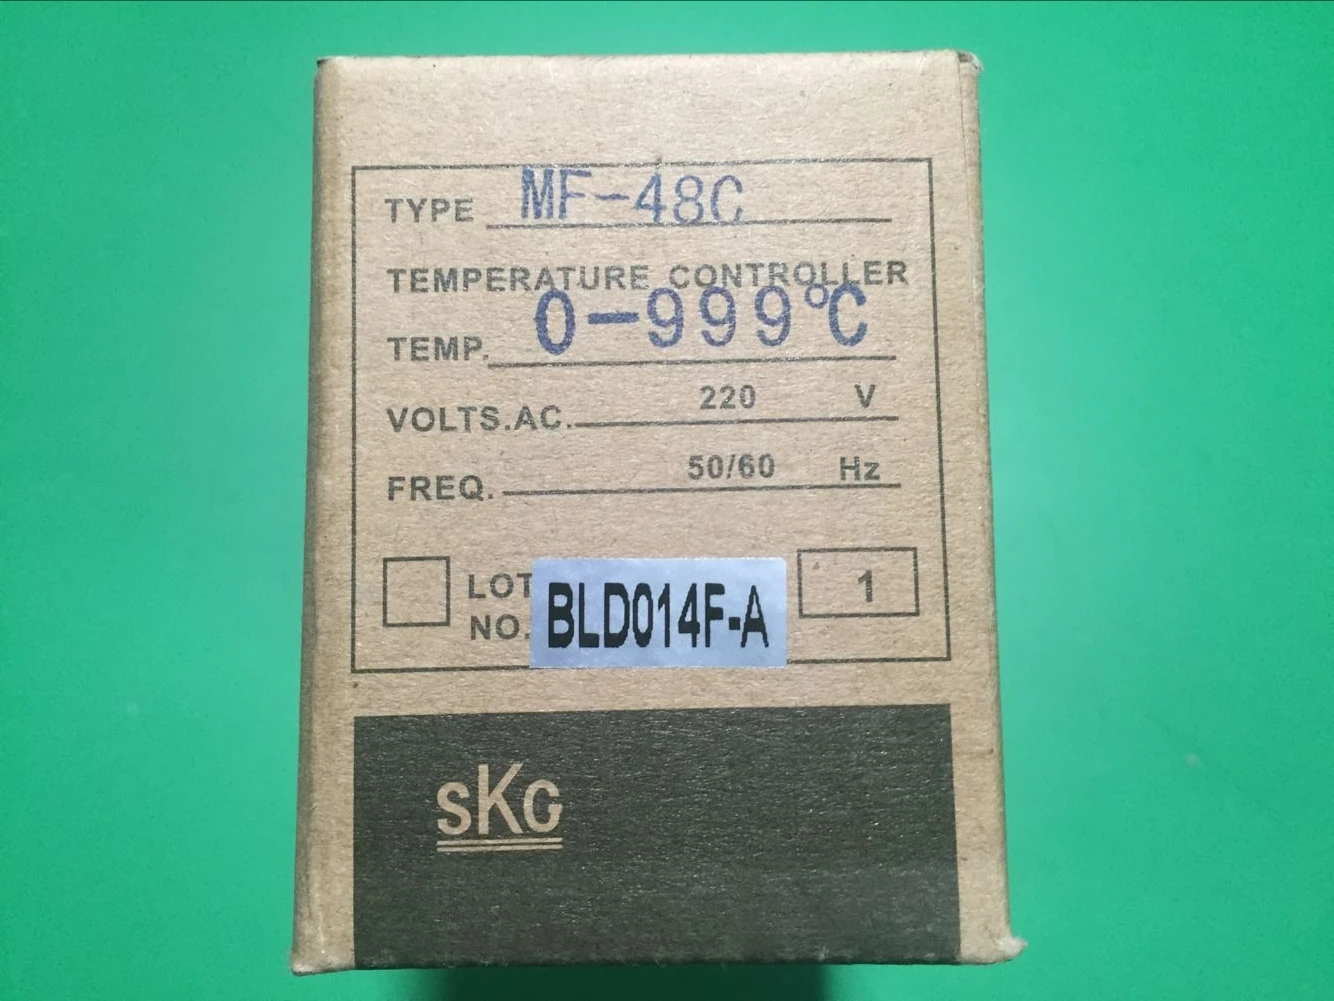 TYPE MF-48C
TEMPERATURE CONTROLLER
TEMP. 0-999℃
VOLTS.AC. 220 V
FREQ. 50/60 Hz
LOT
NO. BLD014F-A 1
sKG